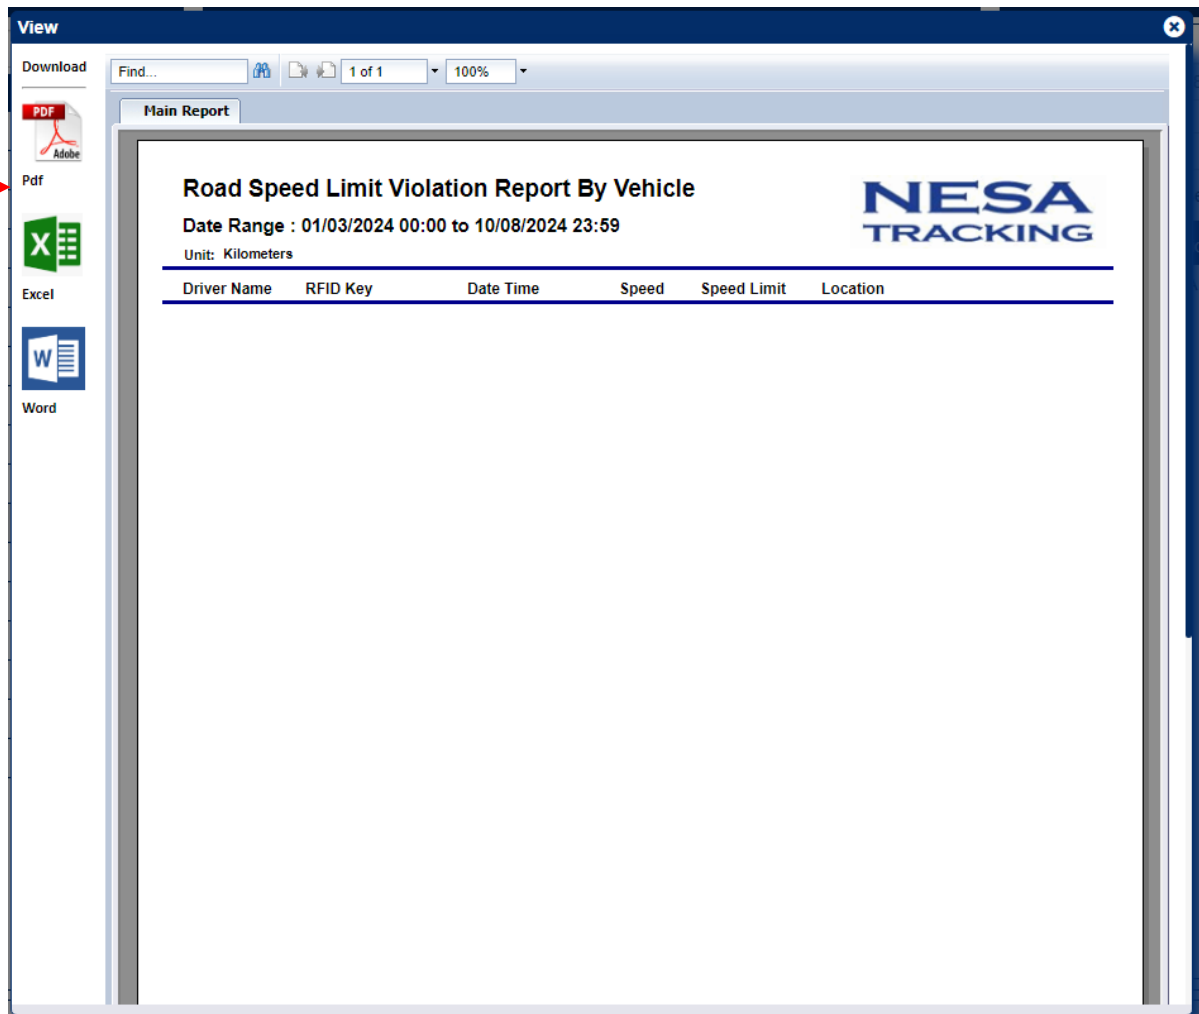 View
Download
Find...
1 of 1
100%
Main Report
PDF
Adobe
Pdf
X
Excel
W
Word
Road Speed Limit Violation Report By Vehicle
NESA
TRACKING
Date Range : 01/03/2024 00:00 to 10/08/2024 23:59
Unit: Kilometers
Driver Name RFID Key Date Time Speed Speed Limit Location